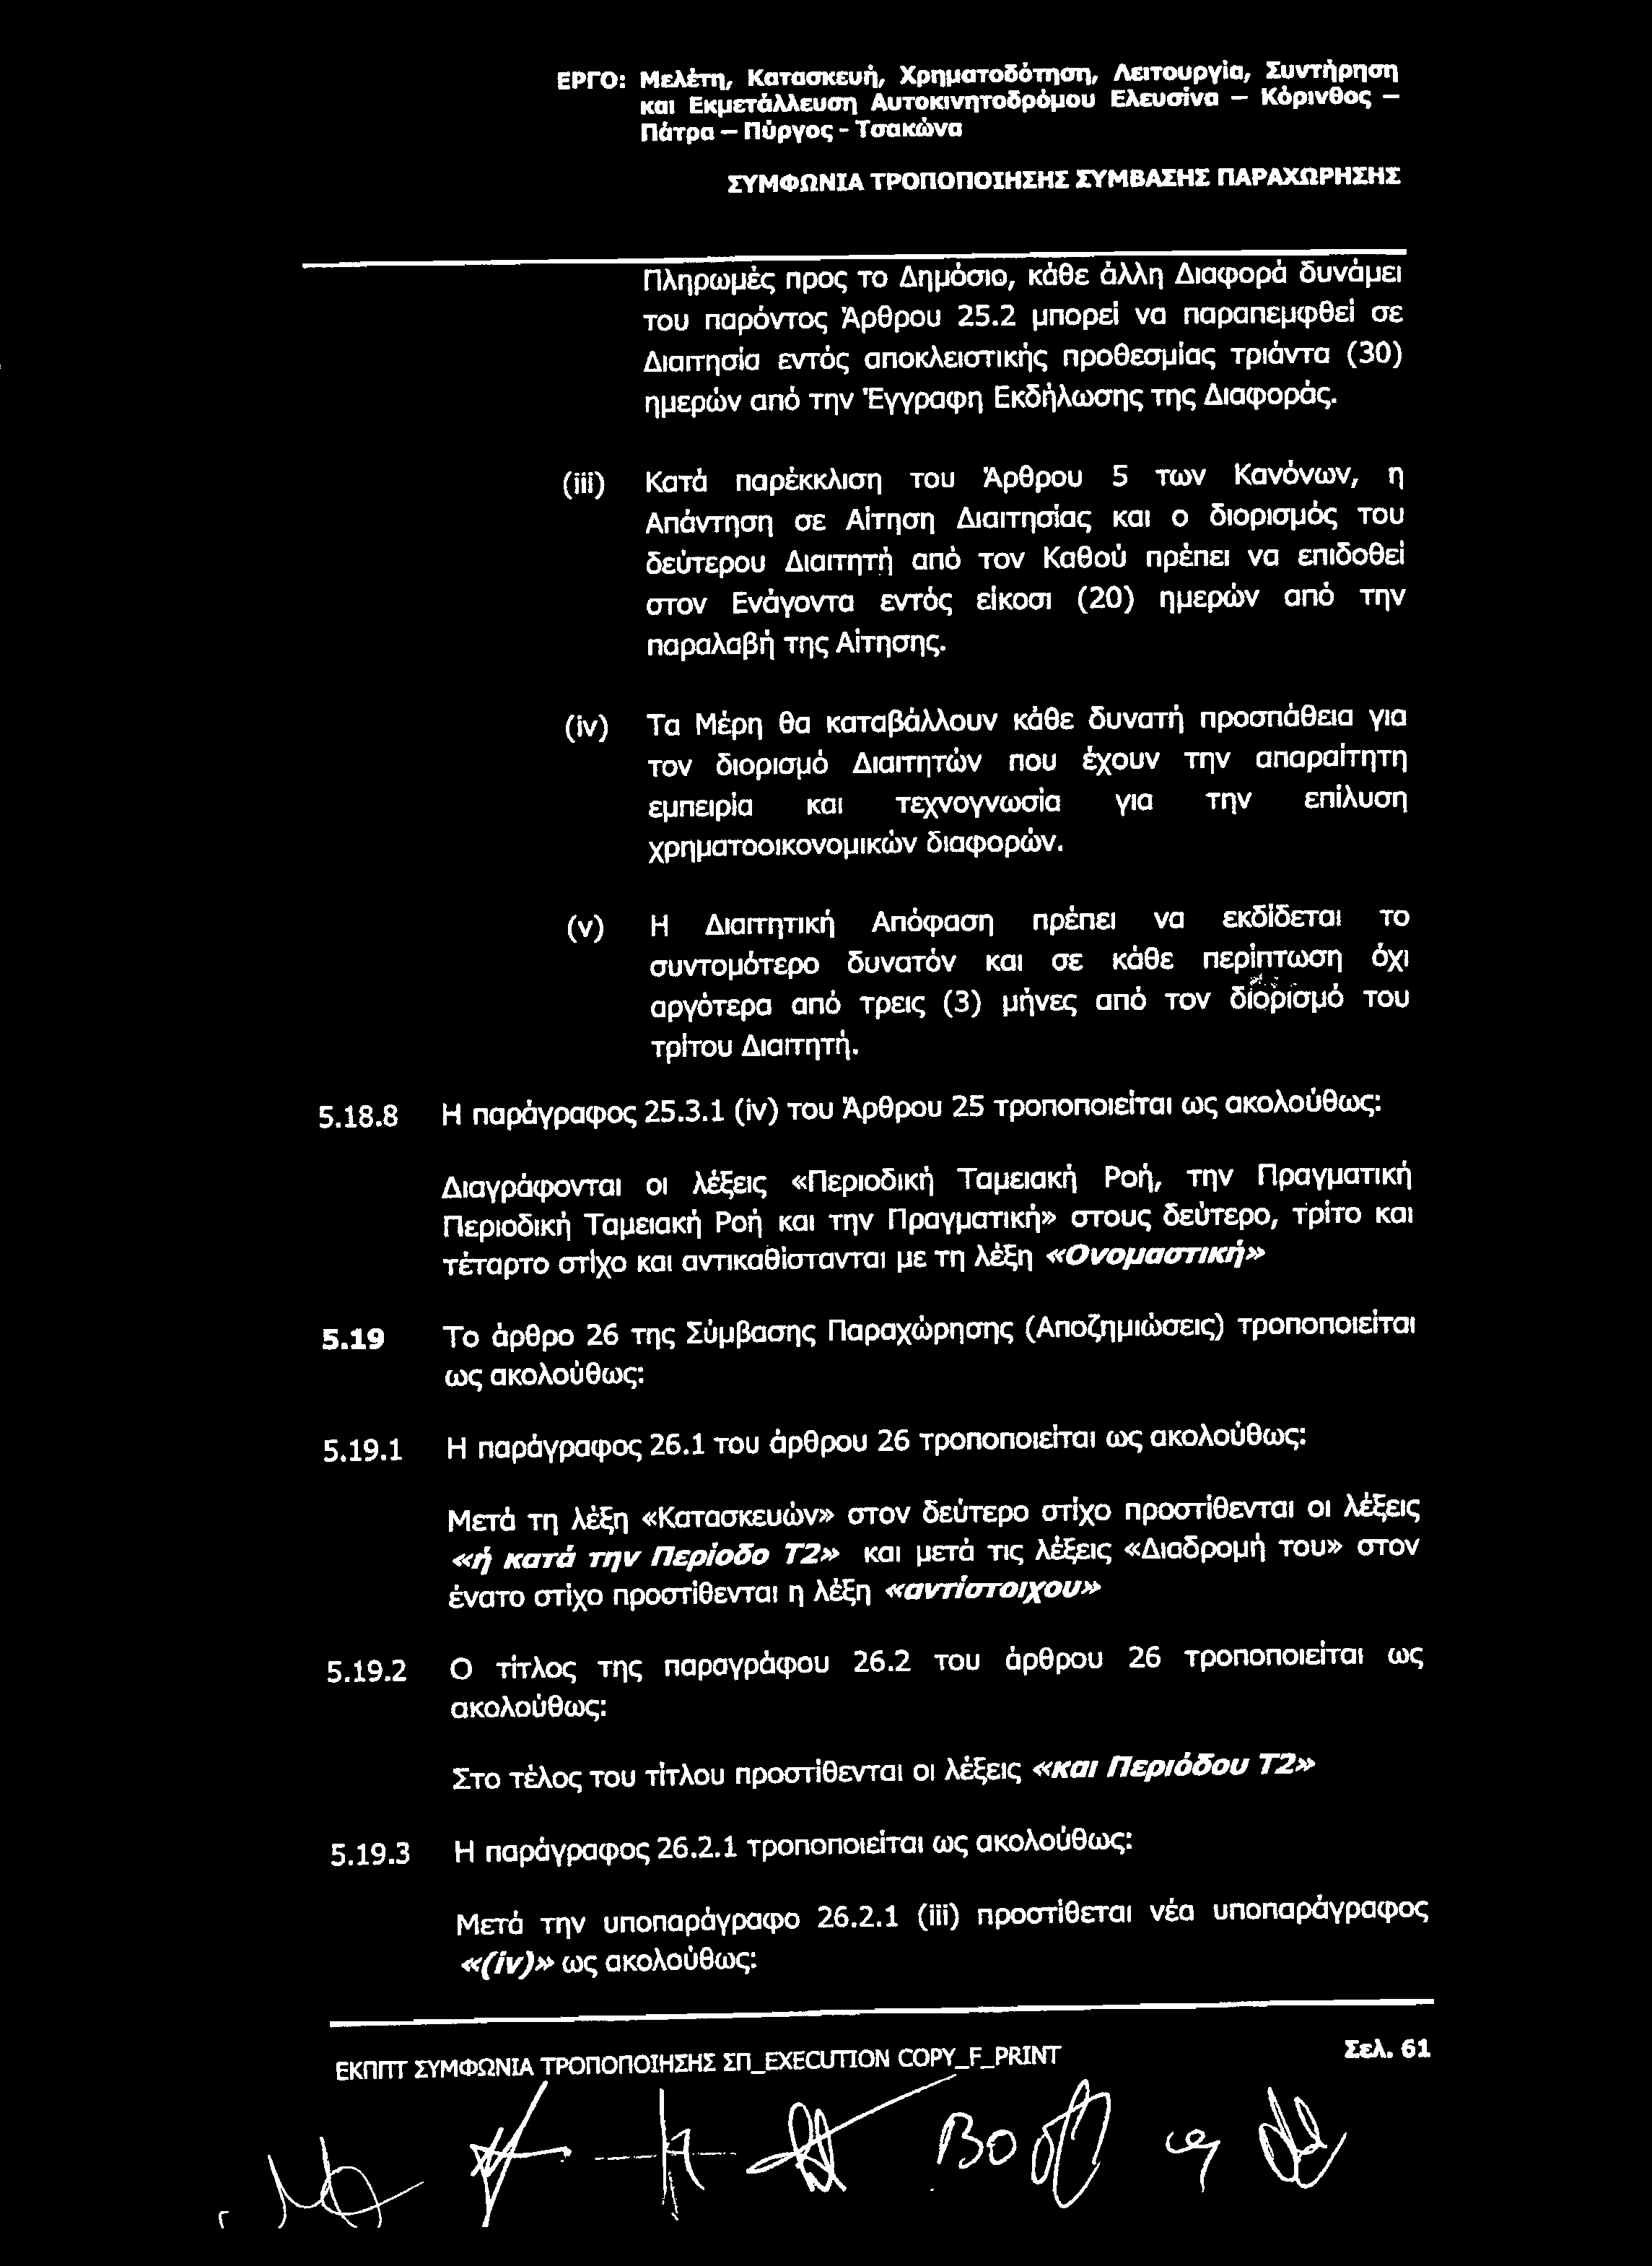 ΕΡΓΟ: Μελέτη, Κατασκευή, Χρηματοδότηση, Λειτουργία, Συντήρηση
και Εκμετάλλευση Αυτοκινητοδρόμου Ελευσίνα – Κόρινθος –
Πάτρα – Πύργος - Τσακώνα
ΣΥΜΦΩΝΙΑ ΤΡΟΠΟΠΟΙΗΣΗΣ ΣΥΜΒΑΣΗΣ ΠΑΡΑΧΩΡΗΣΗΣ
Πληρωμές προς το Δημόσιο, κάθε άλλη Διαφορά δυνάμει
του παρόντος Άρθρου 25.2 μπορεί να παραπεμφθεί σε
Διαιτησία εντός αποκλειστικής προθεσμίας τριάντα (30)
ημερών από την Έγγραφη Εκδήλωσης της Διαφοράς.
(iii) Κατά παρέκκλιση του Άρθρου 5 των Κανόνων, η
Απάντηση σε Αίτηση Διαιτησίας και ο διορισμός του
δεύτερου Διαιτητή από τον Καθού πρέπει να επιδοθεί
στον Ενάγοντα εντός είκοσι (20) ημερών από την
παραλαβή της Αίτησης.
(iv) Τα Μέρη θα καταβάλλουν κάθε δυνατή προσπάθεια για
τον διορισμό Διαιτητών που έχουν την απαραίτητη
εμπειρία και τεχνογνωσία για την επίλυση
χρηματοοικονομικών διαφορών.
(v) Η Διαιτητική Απόφαση πρέπει να εκδίδεται το
συντομότερο δυνατόν και σε κάθε περίπτωση όχι
αργότερα από τρεις (3) μήνες από τον διορισμό του
τρίτου Διαιτητή.
5.18.8 Η παράγραφος 25.3.1 (iv) του Άρθρου 25 τροποποιείται ως ακολούθως:
Διαγράφονται οι λέξεις «Περιοδική Ταμειακή Ροή, την Πραγματική
Περιοδική Ταμειακή Ροή και την Πραγματική» στους δεύτερο, τρίτο και
τέταρτο στίχο και αντικαθίστανται με τη λέξη «Ονομαστική»
5.19 Το άρθρο 26 της Σύμβασης Παραχώρησης (Αποζημιώσεις) τροποποιείται
ως ακολούθως:
5.19.1 Η παράγραφος 26.1 του άρθρου 26 τροποποιείται ως ακολούθως:
Μετά τη λέξη «Κατασκευών» στον δεύτερο στίχο προστίθενται οι λέξεις
«ή κατά την Περίοδο Τ2» και μετά τις λέξεις «Διαδρομή του» στον
ένατο στίχο προστίθενται η λέξη «αντίστοιχου»
5.19.2 Ο τίτλος της παραγράφου 26.2 του άρθρου 26 τροποποιείται ως
ακολούθως:
Στο τέλος του τίτλου προστίθενται οι λέξεις «και Περιόδου Τ2»
5.19.3 Η παράγραφος 26.2.1 τροποποιείται ως ακολούθως:
Μετά την υποπαράγραφο 26.2.1 (iii) προστίθεται νέα υποπαράγραφος
«(iv)» ως ακολούθως:
ΕΚΠΠΤ ΣΥΜΦΩΝΙΑ ΤΡΟΠΟΠΟΙΗΣΗΣ ΣΠ_EXECUTION COPY_F_PRINT Σελ. 61